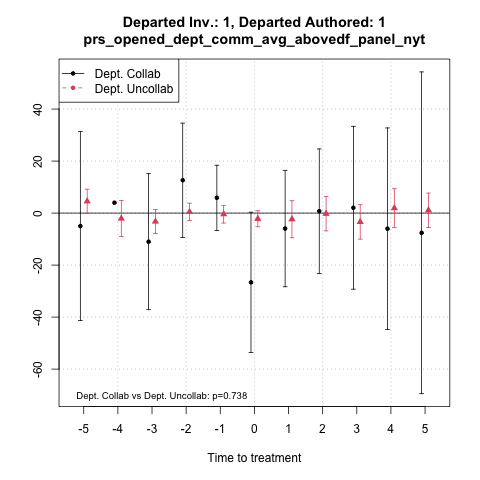 Departed Inv.: 1, Departed Authored: 1
prs_opened_dept_comm_avg_abovedf_panel_nyt
Dept. Collab
Dept. Uncollab
40
20
0
-20
-40
-60
Dept. Collab vs Dept. Uncollab: p=0.738
-5 -4 -3 -2 -1 0 1 2 3 4 5
Time to treatment